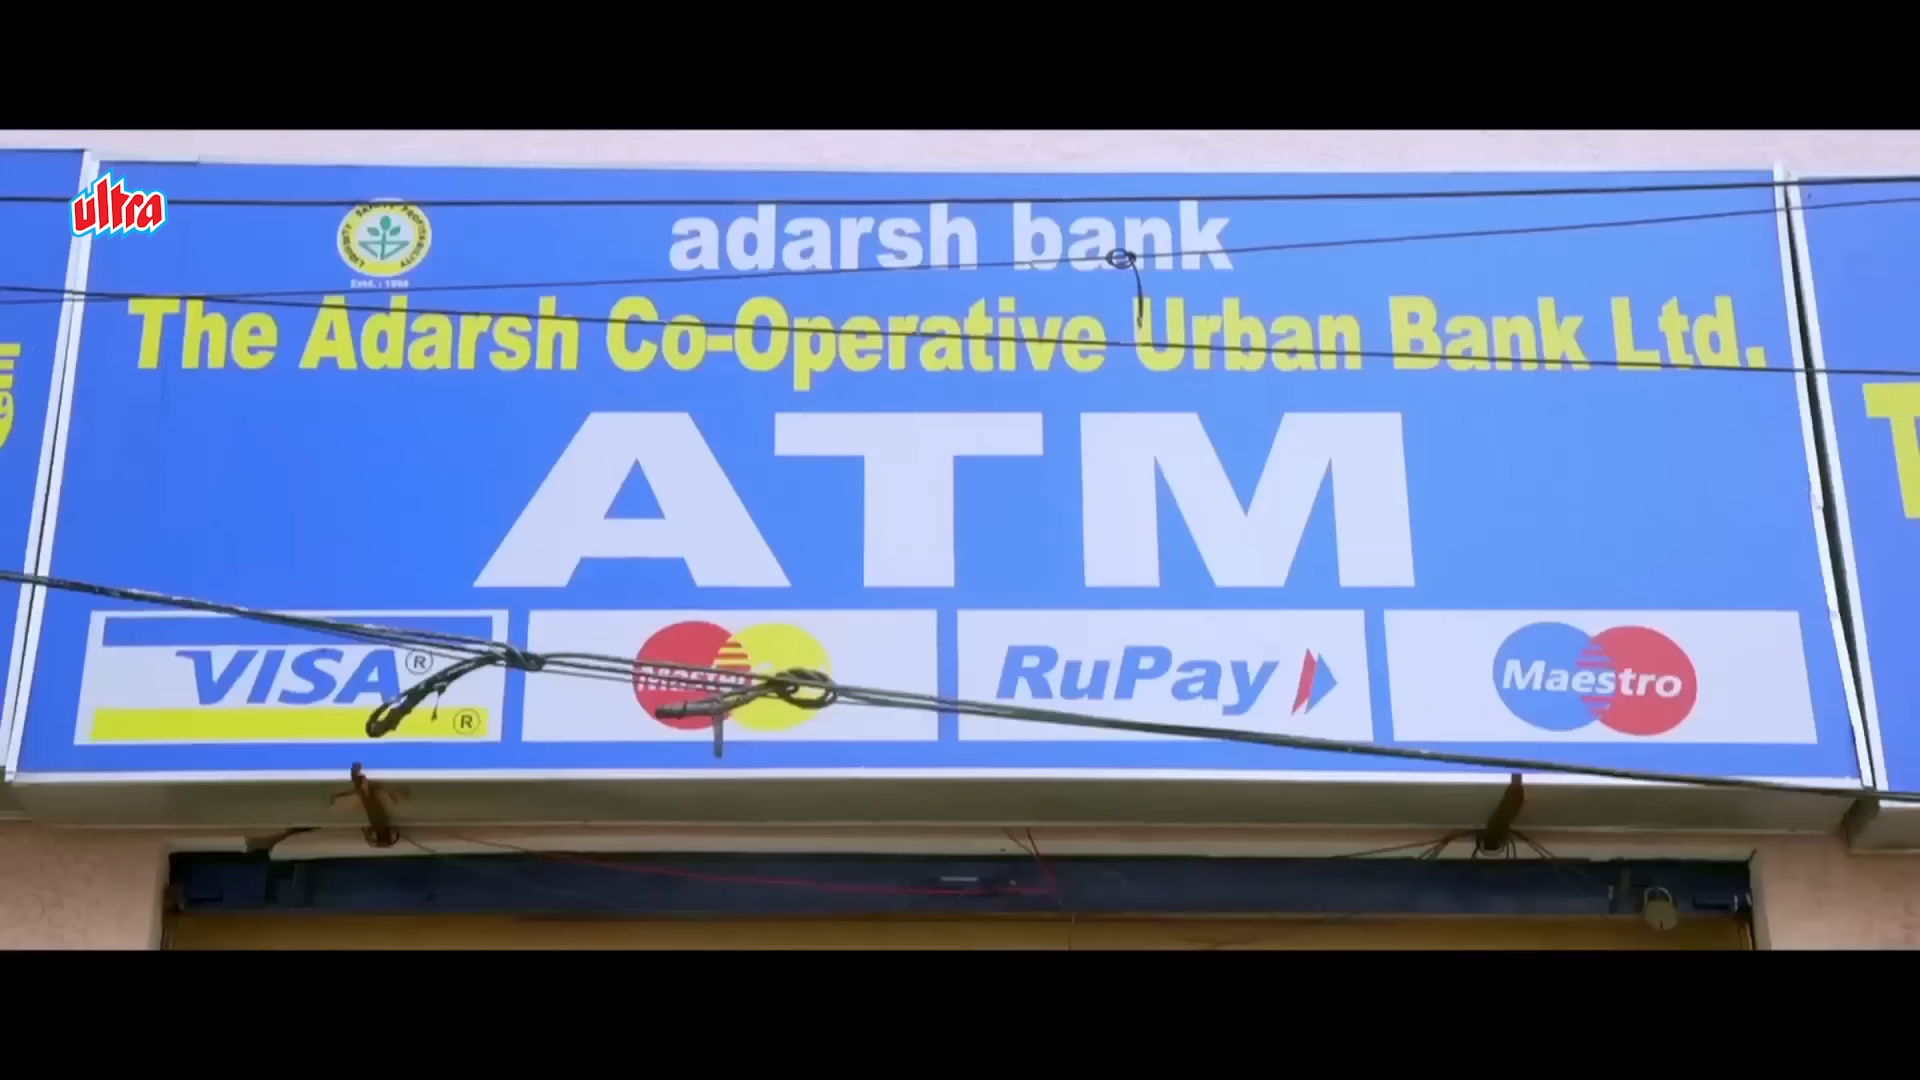 ultra
adarsh bank
The Adarsh Co-Operative Urban Bank Ltd.
ATM
VISA ®
®
RuPay
Maestro